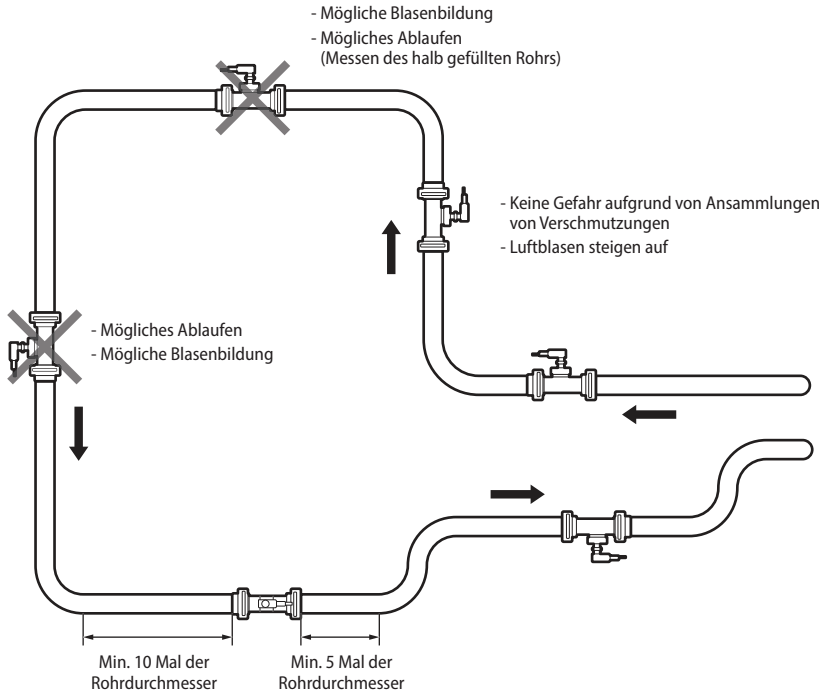 - Mögliche Blasenbildung
- Mögliches Ablaufen
(Messen des halb gefüllten Rohrs)
- Keine Gefahr aufgrund von Ansammlungen
von Verschmutzungen
- Luftblasen steigen auf
- Mögliches Ablaufen
- Mögliche Blasenbildung
Min. 10 Mal der
Rohrdurchmesser
Min. 5 Mal der
Rohrdurchmesser